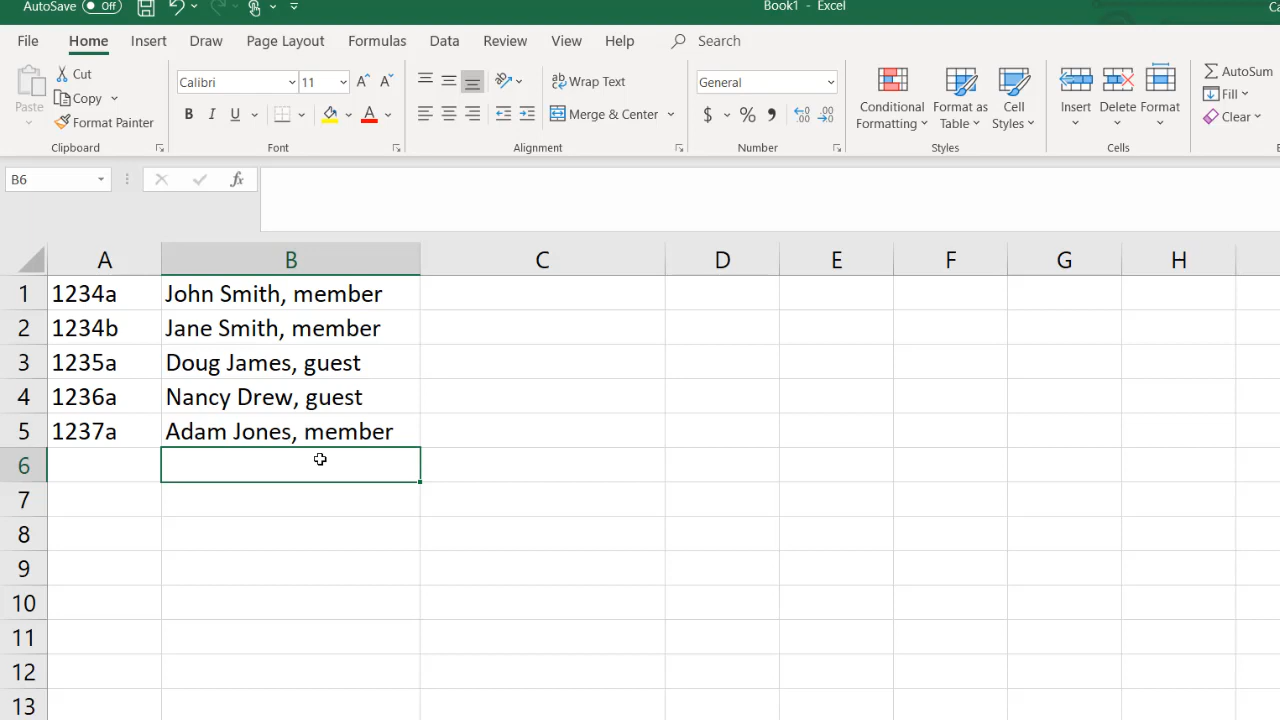 AutoSave Off Book1 - Excel Ca
File Home Insert Draw Page Layout Formulas Data Review View Help Search
Paste Cut Copy Format Painter
Calibri 11
B I U A
ab Wrap Text
Merge & Center
General
$ % 9 .00 .0
Conditional Formatting Format as Table Cell Styles
Insert Delete Format
AutoSum
Fill
Clear
Clipboard Font Alignment Number Styles Cells
B6 fx
A B C D E F G H
1 1234a John Smith, member
2 1234b Jane Smith, member
3 1235a Doug James, guest
4 1236a Nancy Drew, guest
5 1237a Adam Jones, member
6
7
8
9
10
11
12
13